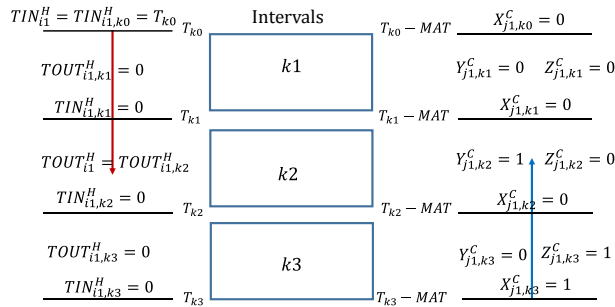 TIN^H_{i1} = TIN^H_{i1,k0} = T_{k0}
Intervals
X^C_{j1,k0} = 0
T_{k0}
T_{k0} − MAT
TOUT^H_{i1,k1} = 0
k1
Y^C_{j1,k1} = 0 Z^C_{j1,k1} = 0
TIN^H_{i1,k1} = 0
X^C_{j1,k1} = 0
T_{k1}
T_{k1} − MAT
TOUT^H_{i1} = TOUT^H_{i1,k2}
k2
Y^C_{j1,k2} = 1 Z^C_{j1,k2} = 0
TIN^H_{i1,k2} = 0
X^C_{j1,k2} = 0
T_{k2}
T_{k2} − MAT
TOUT^H_{i1,k3} = 0
k3
Y^C_{j1,k3} = 0 Z^C_{j1,k3} = 1
TIN^H_{i1,k3} = 0
X^C_{j1,k3} = 1
T_{k3}
T_{k3} − MAT